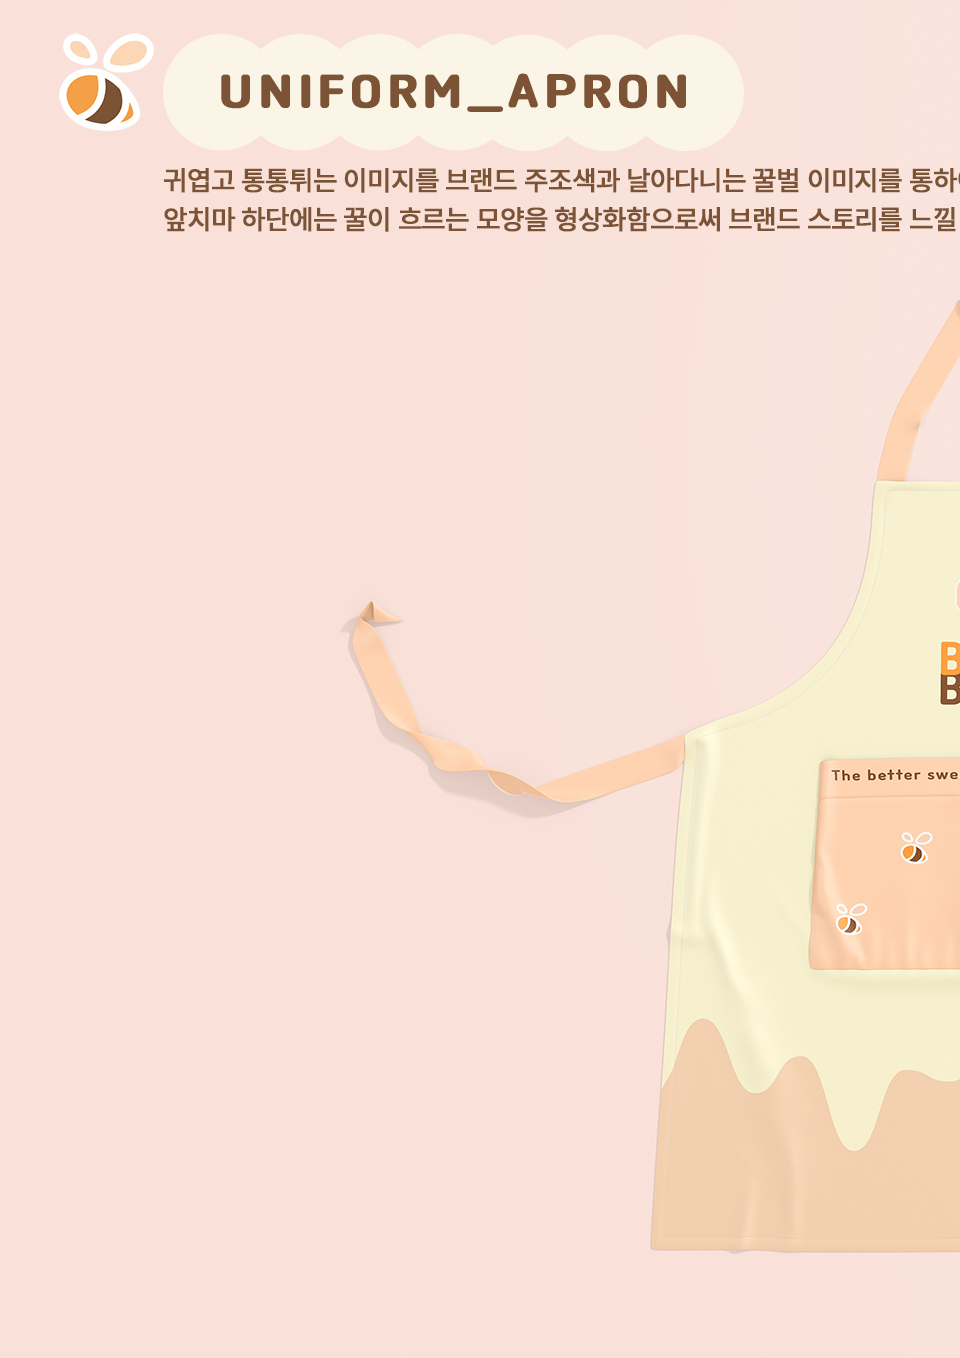 UNIFORM_APRON
귀엽고 통통튀는 이미지를 브랜드 주조색과 날아다니는 꿀벌 이미지를 통하
앞치마 하단에는 꿀이 흐르는 모양을 형상화함으로써 브랜드 스토리를 느낄
B
B
The better swe